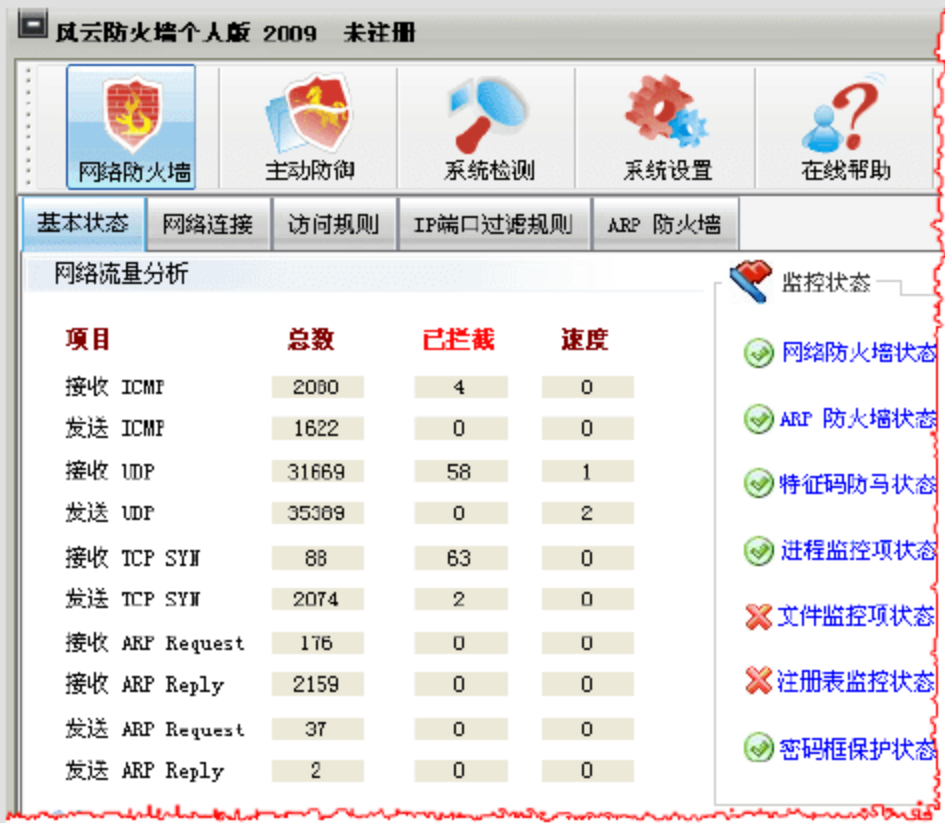 风云防火墙个人版 2009 未注册
网络防火墙 主动防御 系统检测 系统设置 在线帮助
基本状态 网络连接 访问规则 IP端口过滤规则 ARP 防火墙
网络流量分析
项目 总数 已拦截 速度
接收 ICMP 2080 4 0
发送 ICMP 1622 0 0
接收 UDP 31669 58 1
发送 UDP 35389 0 2
接收 TCP SYN 88 63 0
发送 TCP SYN 2074 2 0
接收 ARP Request 176 0 0
接收 ARP Reply 2159 0 0
发送 ARP Request 37 0 0
发送 ARP Reply 2 0 0
监控状态
网络防火墙状态
ARP 防火墙状态
特征码防马状态
进程监控项状态
文件监控项状态
注册表监控状态
密码框保护状态